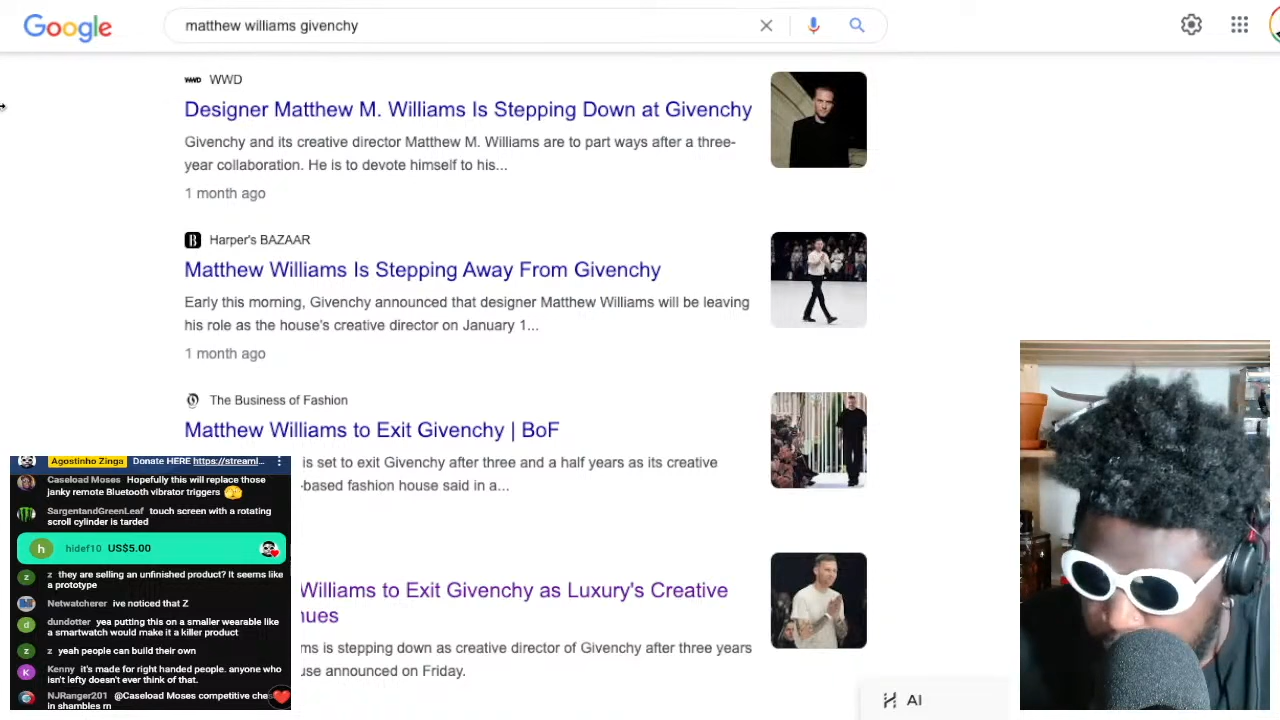 Google
matthew williams givenchy
WWD
WWD
Designer Matthew M. Williams Is Stepping Down at Givenchy
Givenchy and its creative director Matthew M. Williams are to part ways after a three-
year collaboration. He is to devote himself to his...
1 month ago
B
Harper's BAZAAR
Matthew Williams Is Stepping Away From Givenchy
Early this morning, Givenchy announced that designer Matthew Williams will be leaving
his role as the house's creative director on January 1...
1 month ago
The Business of Fashion
Matthew Williams to Exit Givenchy | BoF
is set to exit Givenchy after three and a half years as its creative
-based fashion house said in a...
Williams to Exit Givenchy as Luxury's Creative
nues
ms is stepping down as creative director of Givenchy after three years
use announced on Friday.
AI
Agostinho Zinga Donate HERE https://streaml...
Caseload Moses Hopefully this will replace those
janky remote Bluetooth vibrator triggers
SargentandGreenLeaf touch screen with a rotating
scroll cylinder is tarded
h hidef10 US$5.00
z z they are selling an unfinished product? It seems like
a prototype
Netwatcherer ive noticed that Z
d dundotter yea putting this on a smaller wearable like
a smartwatch would make it a killer product
z z yeah people can build their own
K Kenny it's made for right handed people. anyone who
isn't lefty doesn't ever think of that.
NJRanger201 @Caseload Moses competitive ches
in shambles rn